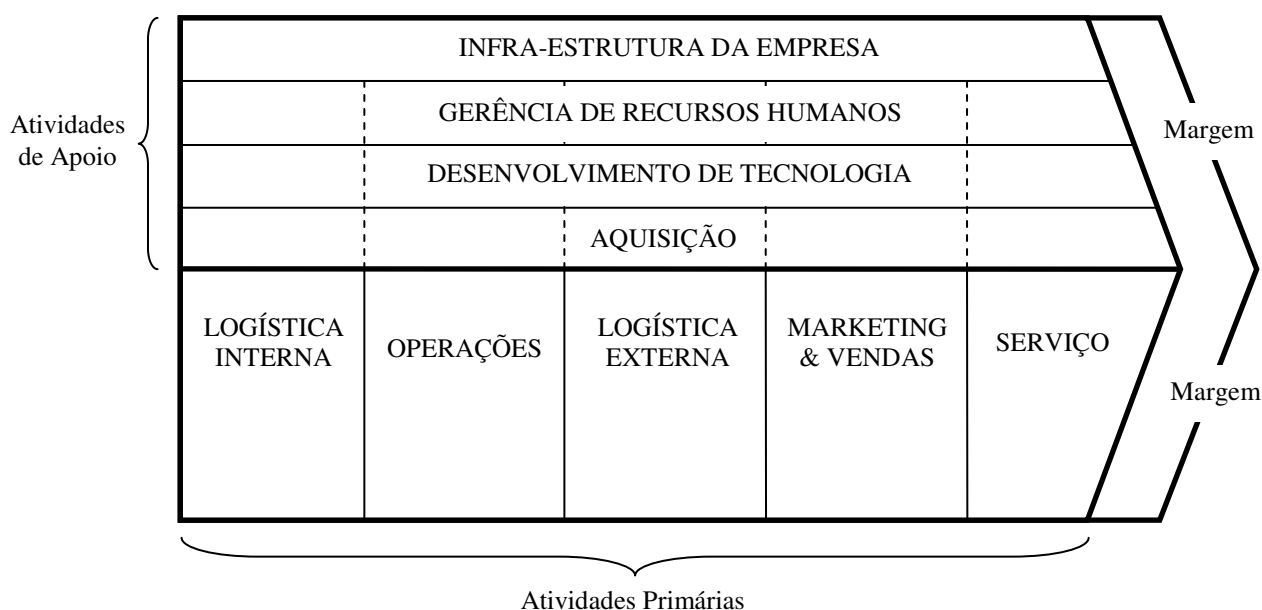 INFRA-ESTRUTURA DA EMPRESA
GERÊNCIA DE RECURSOS HUMANOS
DESENVOLVIMENTO DE TECNOLOGIA
AQUISIÇÃO
Atividades
de Apoio
Margem
LOGÍSTICA
INTERNA
OPERAÇÕES
LOGÍSTICA
EXTERNA
MARKETING
& VENDAS
SERVIÇO
Margem
Atividades Primárias